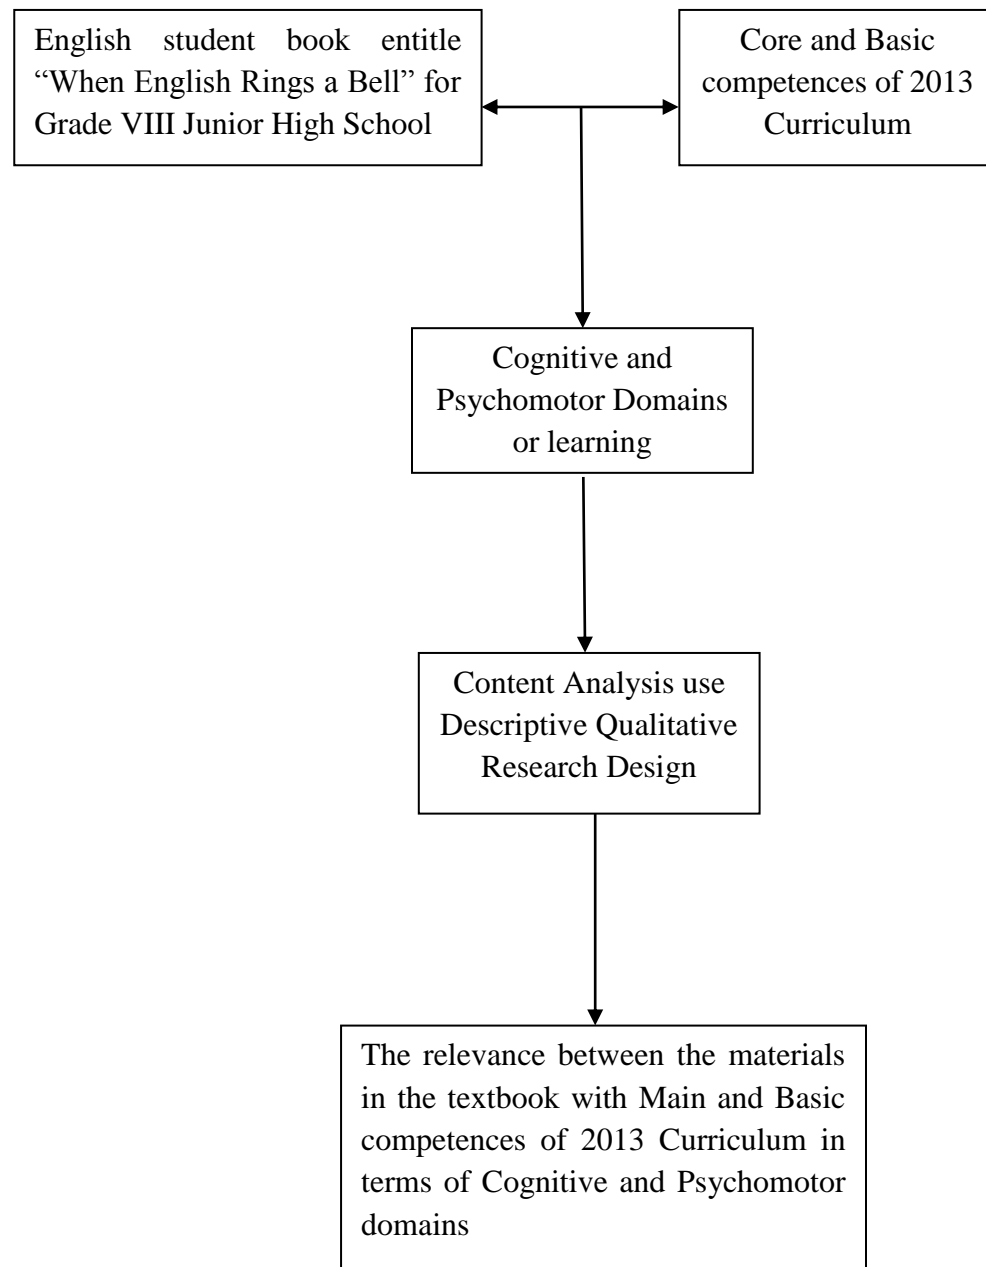 English student book entitle
“When English Rings a Bell” for
Grade VIII Junior High School
Core and Basic
competences of 2013
Curriculum
Cognitive and
Psychomotor Domains
or learning
Content Analysis use
Descriptive Qualitative
Research Design
The relevance between the materials
in the textbook with Main and Basic
competences of 2013 Curriculum in
terms of Cognitive and Psychomotor
domains